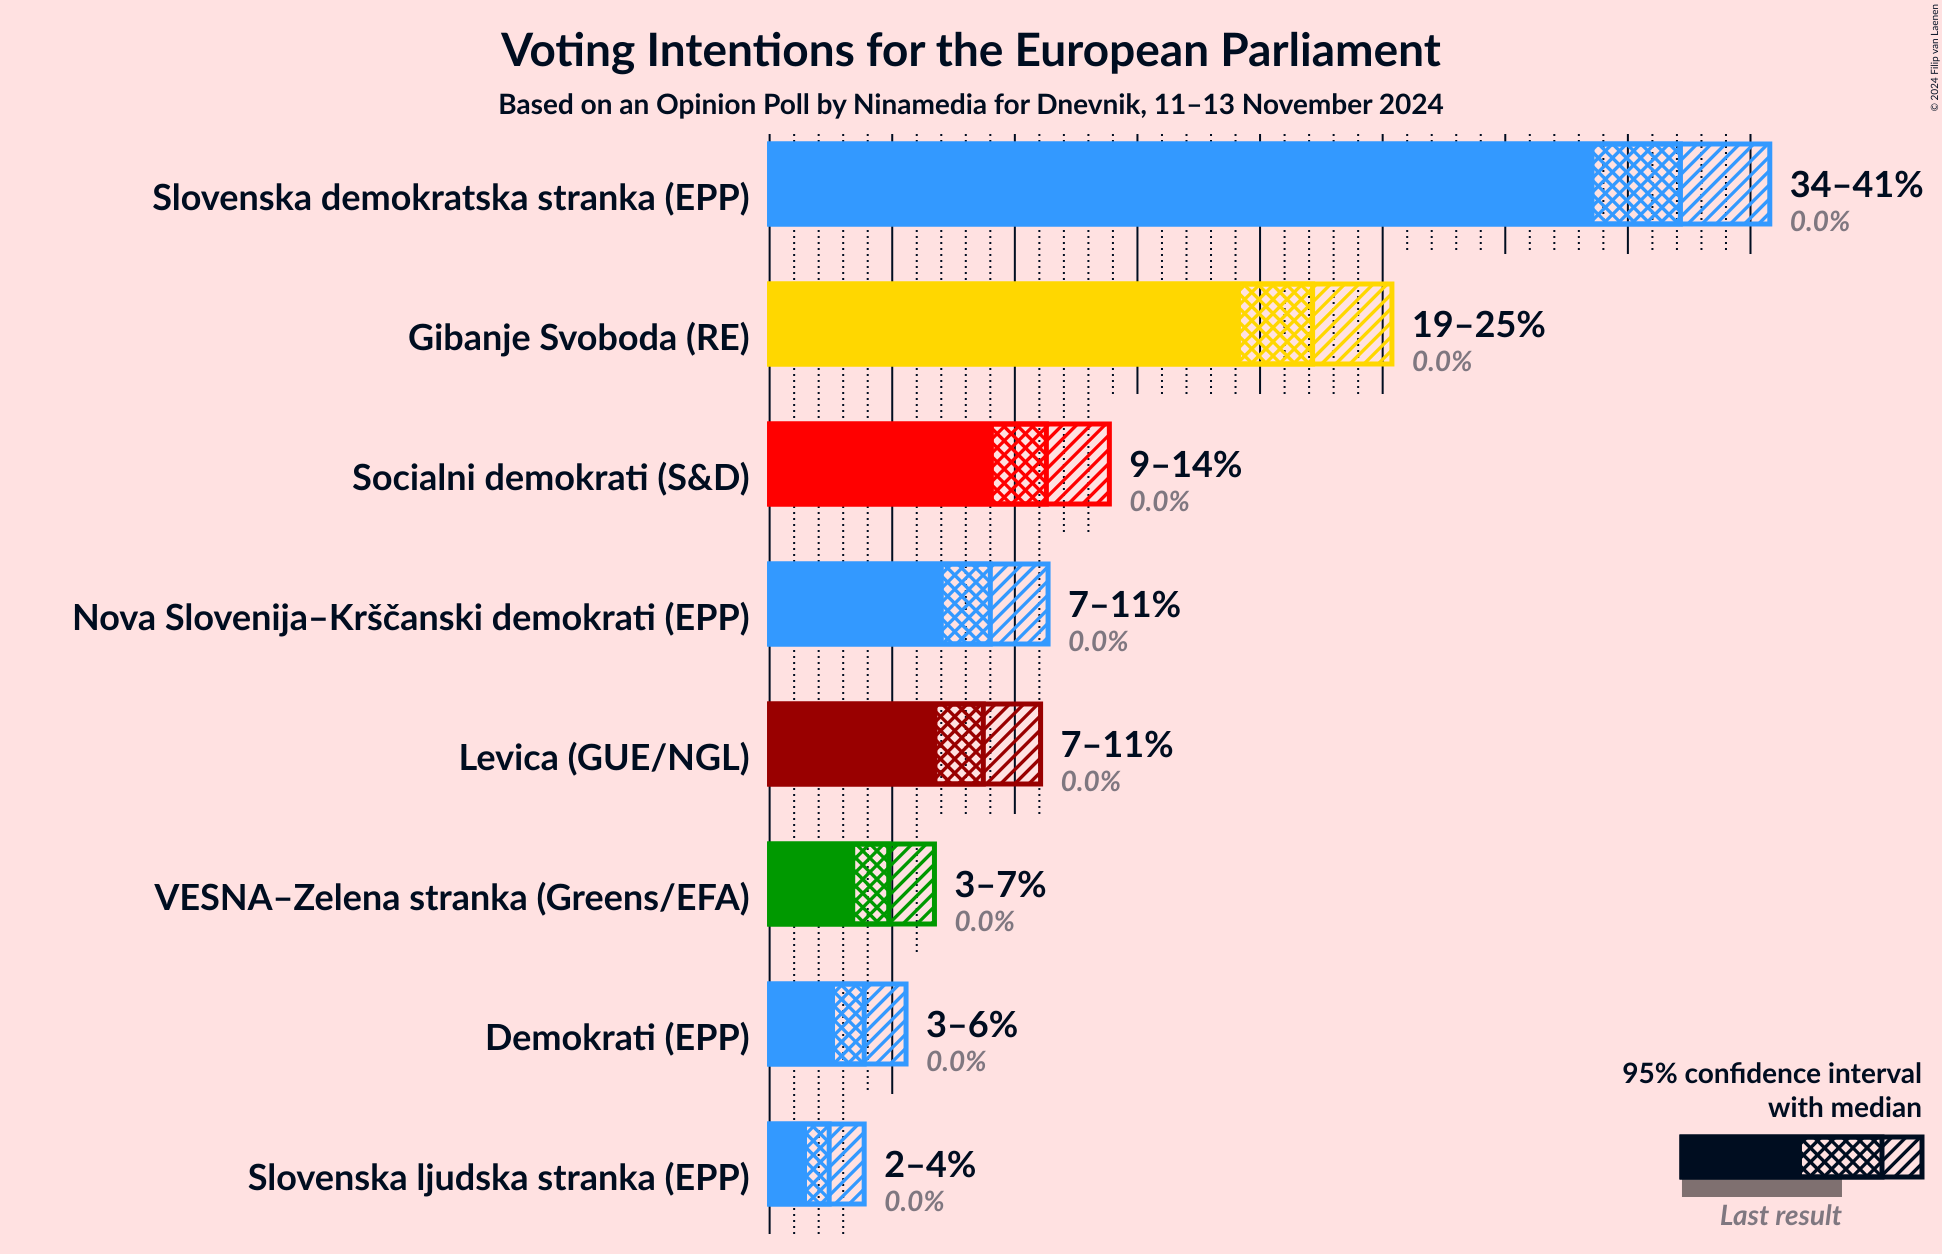 Voting Intentions for the European Parliament
Based on an Opinion Poll by Ninamedia for Dnevnik, 11–13 November 2024
© 2024 Filip van Laenen
Slovenska demokratska stranka (EPP)
34–41%
0.0%
Gibanje Svoboda (RE)
19–25%
0.0%
Socialni demokrati (S&D)
9–14%
0.0%
Nova Slovenija–Krščanski demokrati (EPP)
7–11%
0.0%
Levica (GUE/NGL)
7–11%
0.0%
VESNA–Zelena stranka (Greens/EFA)
3–7%
0.0%
Demokrati (EPP)
3–6%
0.0%
Slovenska ljudska stranka (EPP)
2–4%
0.0%
95% confidence interval
with median
Last result